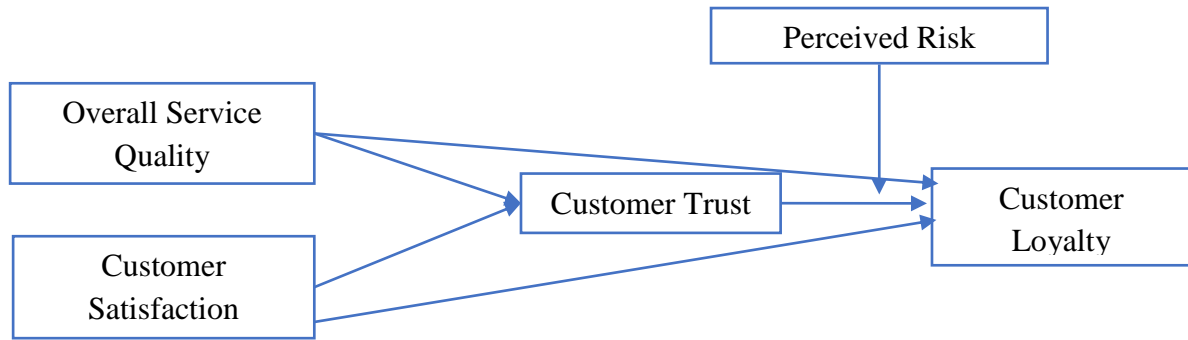 Perceived Risk
Overall Service
Quality
Customer Trust
Customer
Loyalty
Customer
Satisfaction